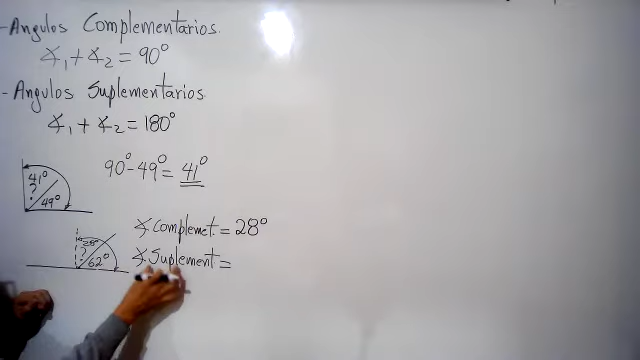 - Angulos Complementarios.
∡₁ + ∡₂ = 90°
- Angulos Suplementarios
∡₁ + ∡₂ = 180°
90° - 49° = 41°
41°
?
49°
∡ Complemet = 28°
28°
?
62°
∡ Suplement =